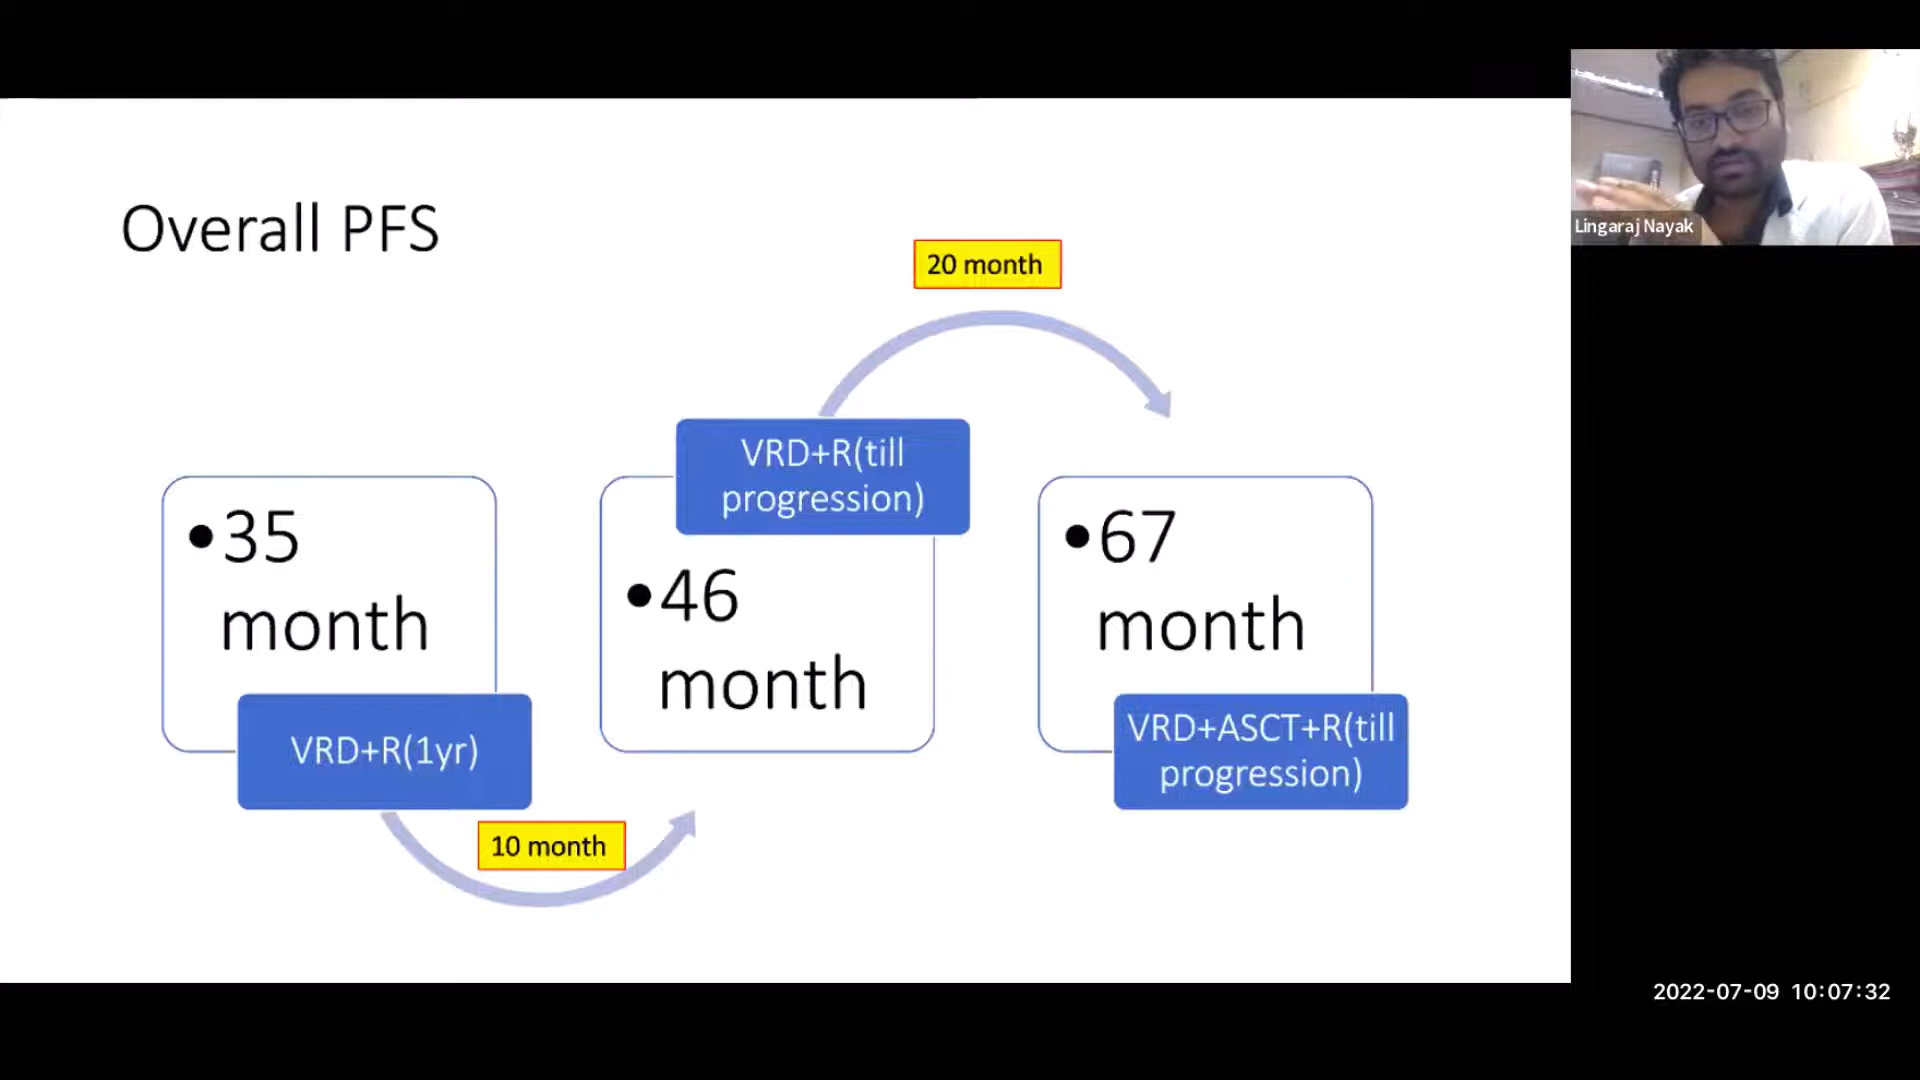 Overall PFS
20 month
VRD+R(till
progression)
•35
month
•46
month
•67
month
VRD+R(1yr)
VRD+ASCT+R(till
progression)
10 month
Lingaraj Nayak
2022-07-09 10:07:32